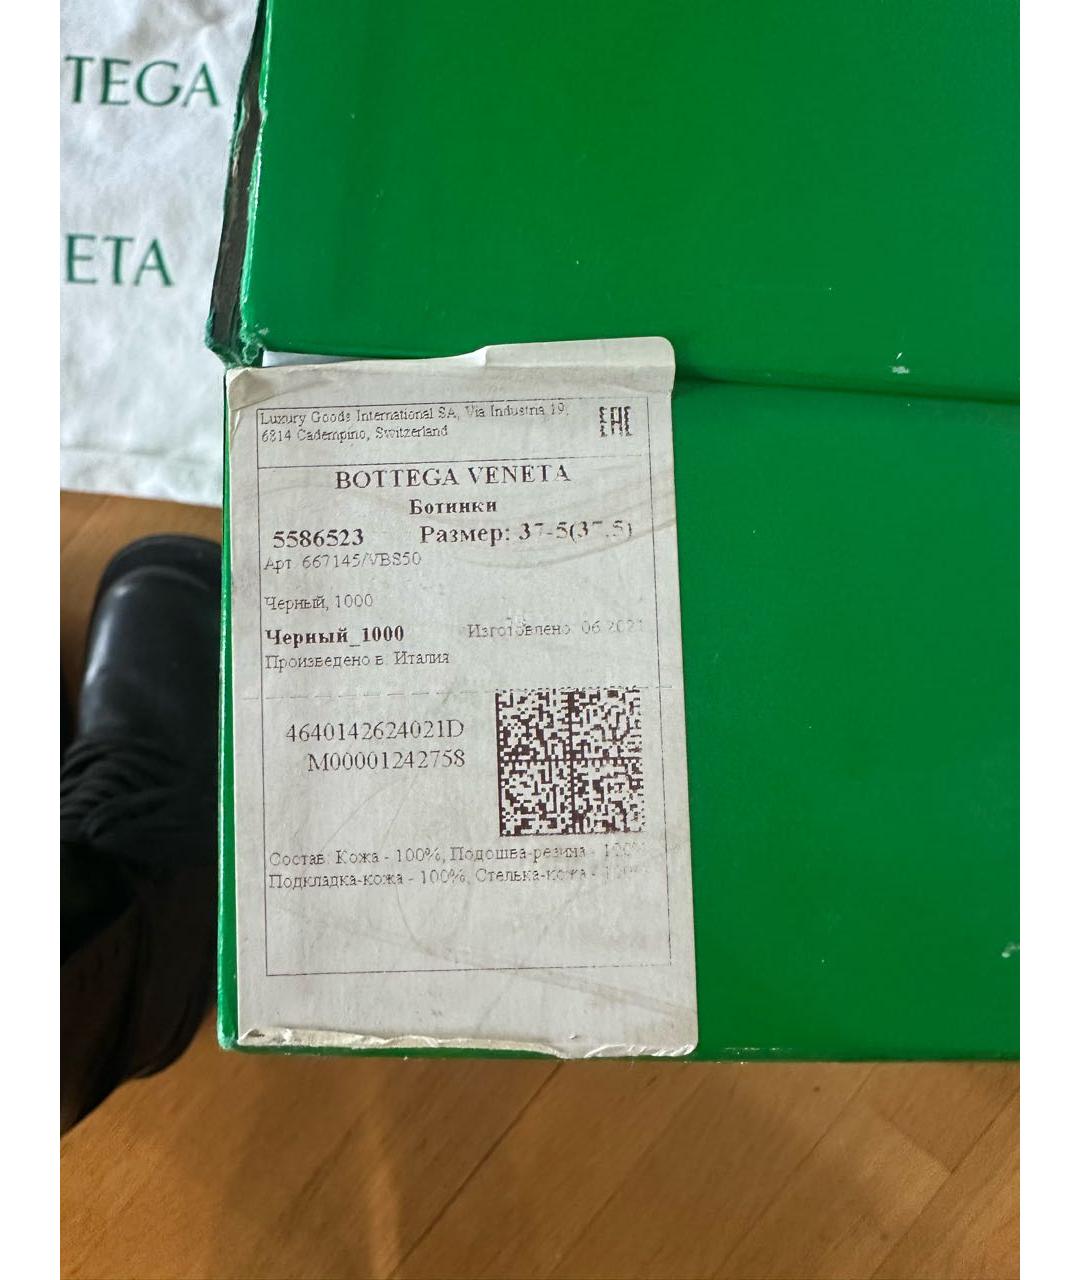 TEGA
ETA
Luxury Goods International SA, Via Industria 19,
6814 Cadempino, Switzerland
EAC
BOTTEGA VENETA
Ботинки
5586523 Размер: 37-5(37.5)
Арт. 667145/VBS50
Черный, 1000
Черный_1000 Изготовлено: 06.2021
Произведено в: Италия
4640142624021D
M00001242758
Состав: Кожа - 100%, Подошва-резина - 100%
Подкладка-кожа - 100%, Стелька-кожа - 100%